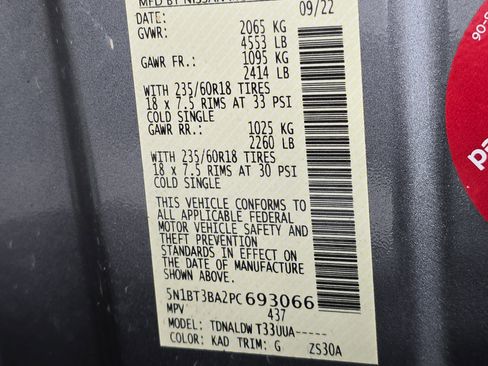 MFD BY NISSAN
DATE: 09/22
GVWR: 2065 KG
4553 LB
GAWR FR.: 1095 KG
2414 LB
WITH 235/60R18 TIRES
18 x 7.5 RIMS AT 33 PSI
COLD SINGLE
GAWR RR.: 1025 KG
2260 LB
WITH 235/60R18 TIRES
18 x 7.5 RIMS AT 30 PSI
COLD SINGLE
THIS VEHICLE CONFORMS TO
ALL APPLICABLE FEDERAL
MOTOR VEHICLE SAFETY AND
THEFT PREVENTION
STANDARDS IN EFFECT ON
THE DATE OF MANUFACTURE
SHOWN ABOVE.
5N1BT3BA2PC693066
MPV 437
MODEL: TDNALDWT33UUA-----
COLOR: KAD TRIM: G ZS30A